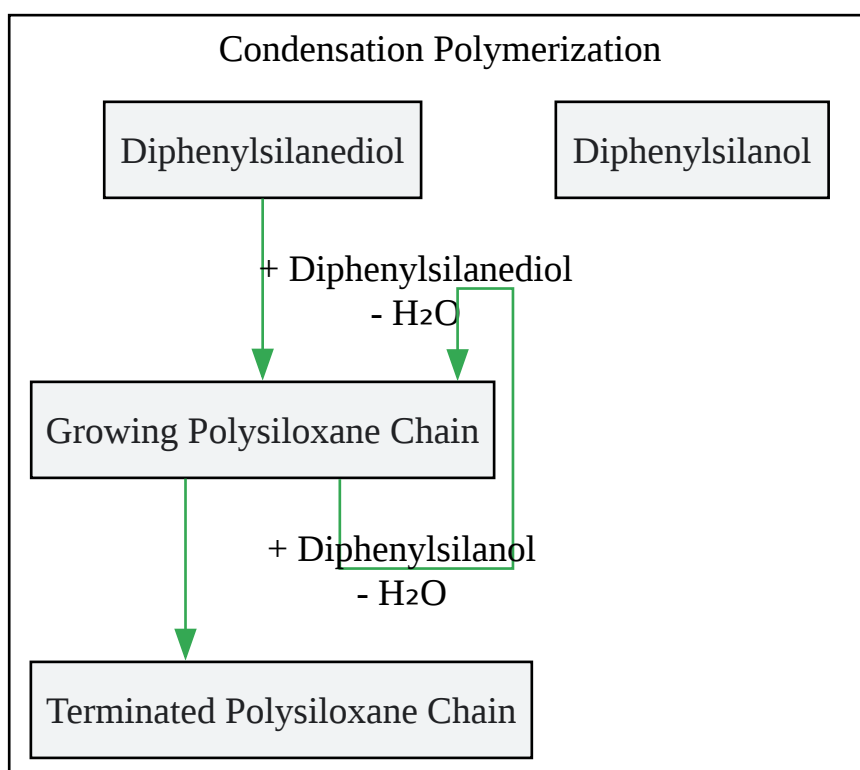 Condensation Polymerization
Diphenylsilanediol
Diphenylsilanol
+ Diphenylsilanediol
- H₂O
Growing Polysiloxane Chain
+ Diphenylsilanol
- H₂O
Terminated Polysiloxane Chain